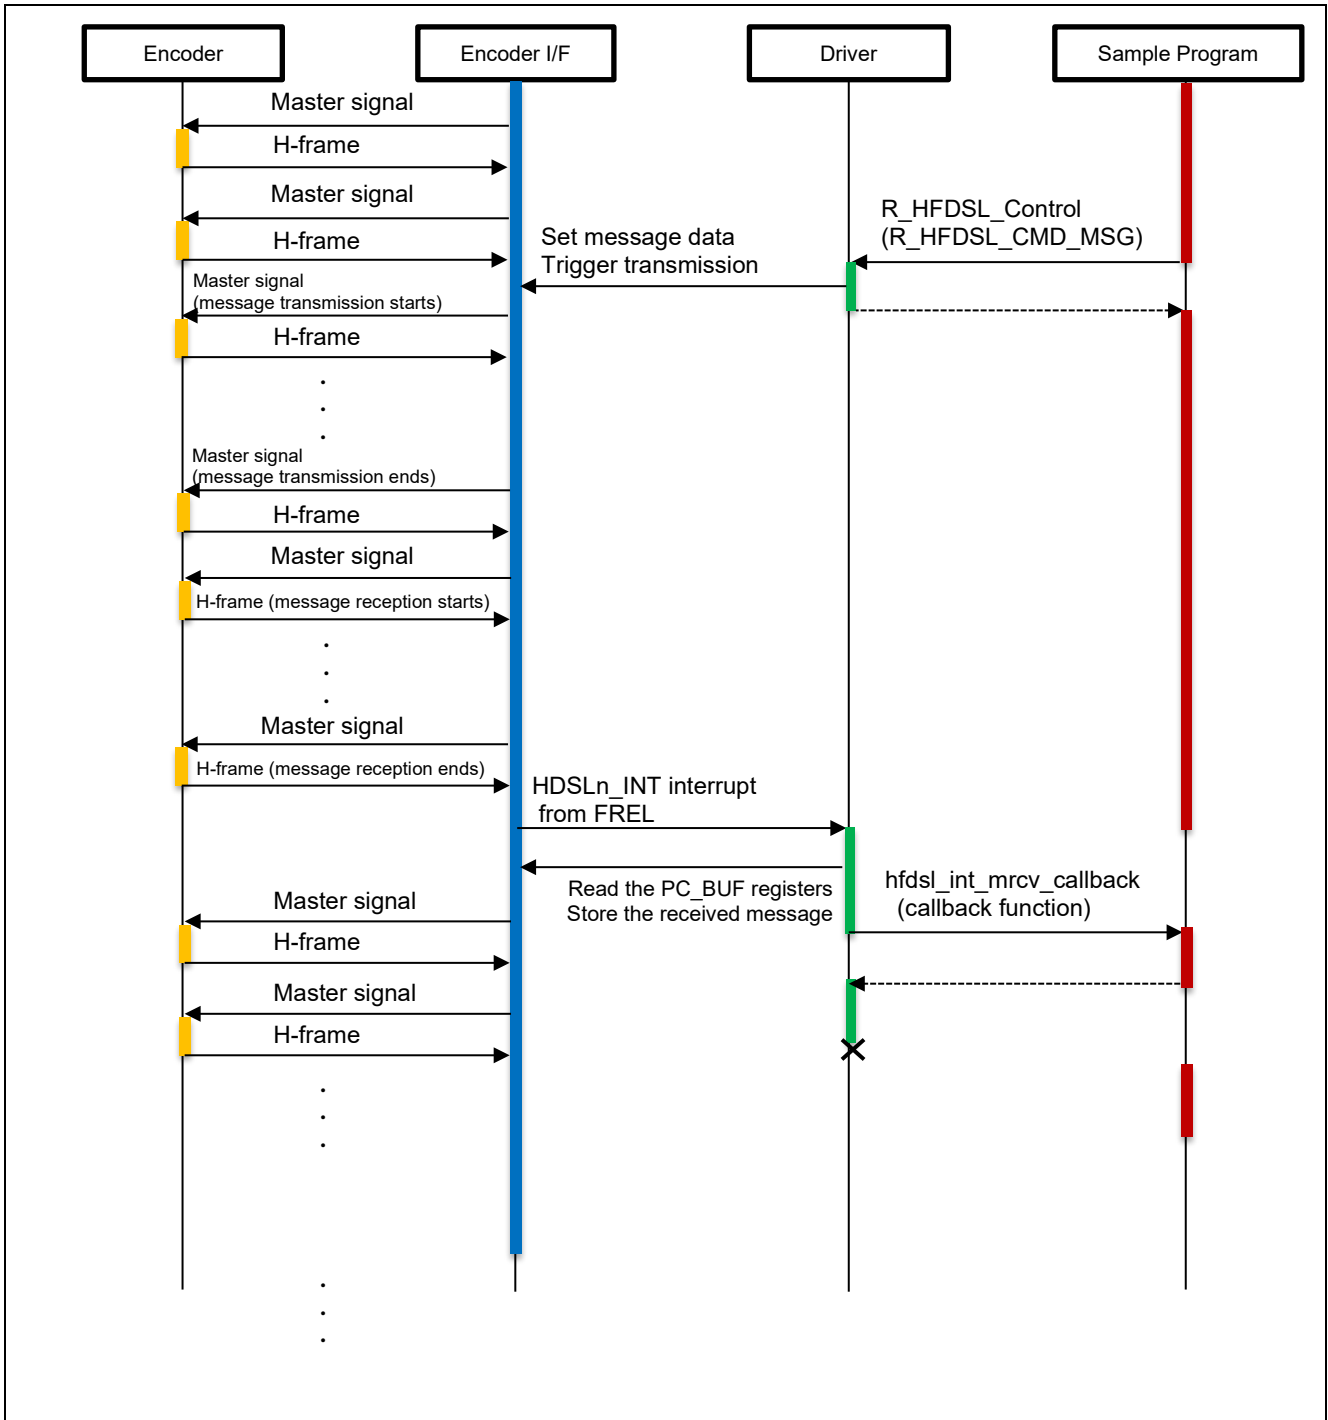 Encoder
Encoder I/F
Driver
Sample Program
Master signal
H-frame
Master signal
R_HFDSL_Control
(R_HFDSL_CMD_MSG)
H-frame
Set message data
Trigger transmission
Master signal
(message transmission starts)
H-frame
.
.
.
Master signal
(message transmission ends)
H-frame
Master signal
H-frame (message reception starts)
.
.
.
Master signal
H-frame (message reception ends)
HDSLn_INT interrupt
from FREL
Read the PC_BUF registers
Store the received message
hfdsl_int_mrcv_callback
(callback function)
Master signal
H-frame
Master signal
H-frame
.
.
.
.
.
.